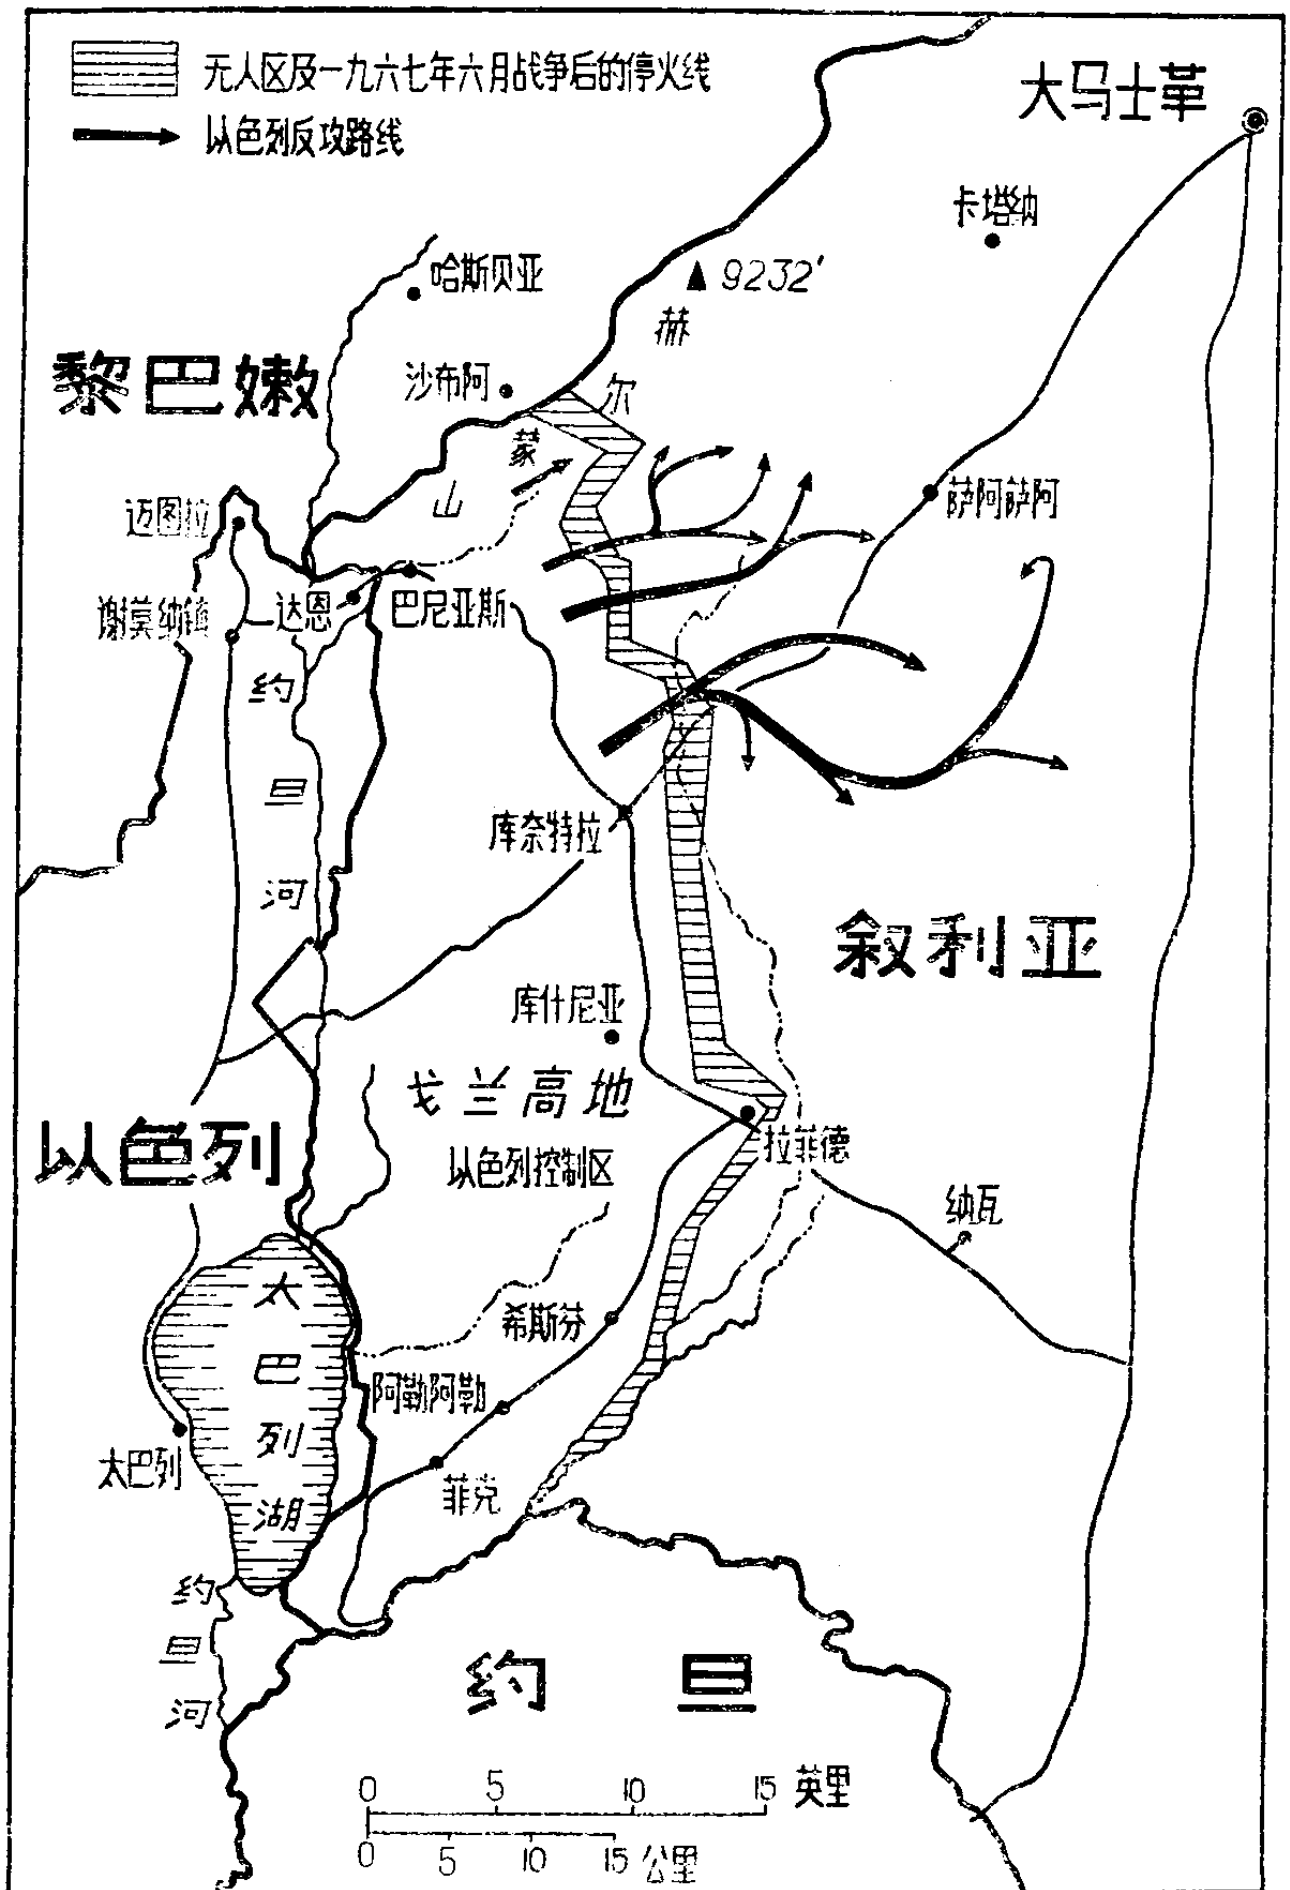 无人区及一九六七年六月战争后的停火线
以色列反攻路线
大马士革
卡塔纳
哈斯贝亚
9232'
赫尔蒙山
黎巴嫩
沙布阿
迈图拉
萨阿萨阿
谢莫纳镇
达恩
巴尼亚斯
约旦河
库奈特拉
叙利亚
库什尼亚
戈兰高地
以色列
以色列控制区
拉菲德
纳瓦
太巴列湖
希斯芬
阿勒阿勒
太巴列
菲克
约旦河
约旦
0 5 10 15 英里
0 5 10 15 公里